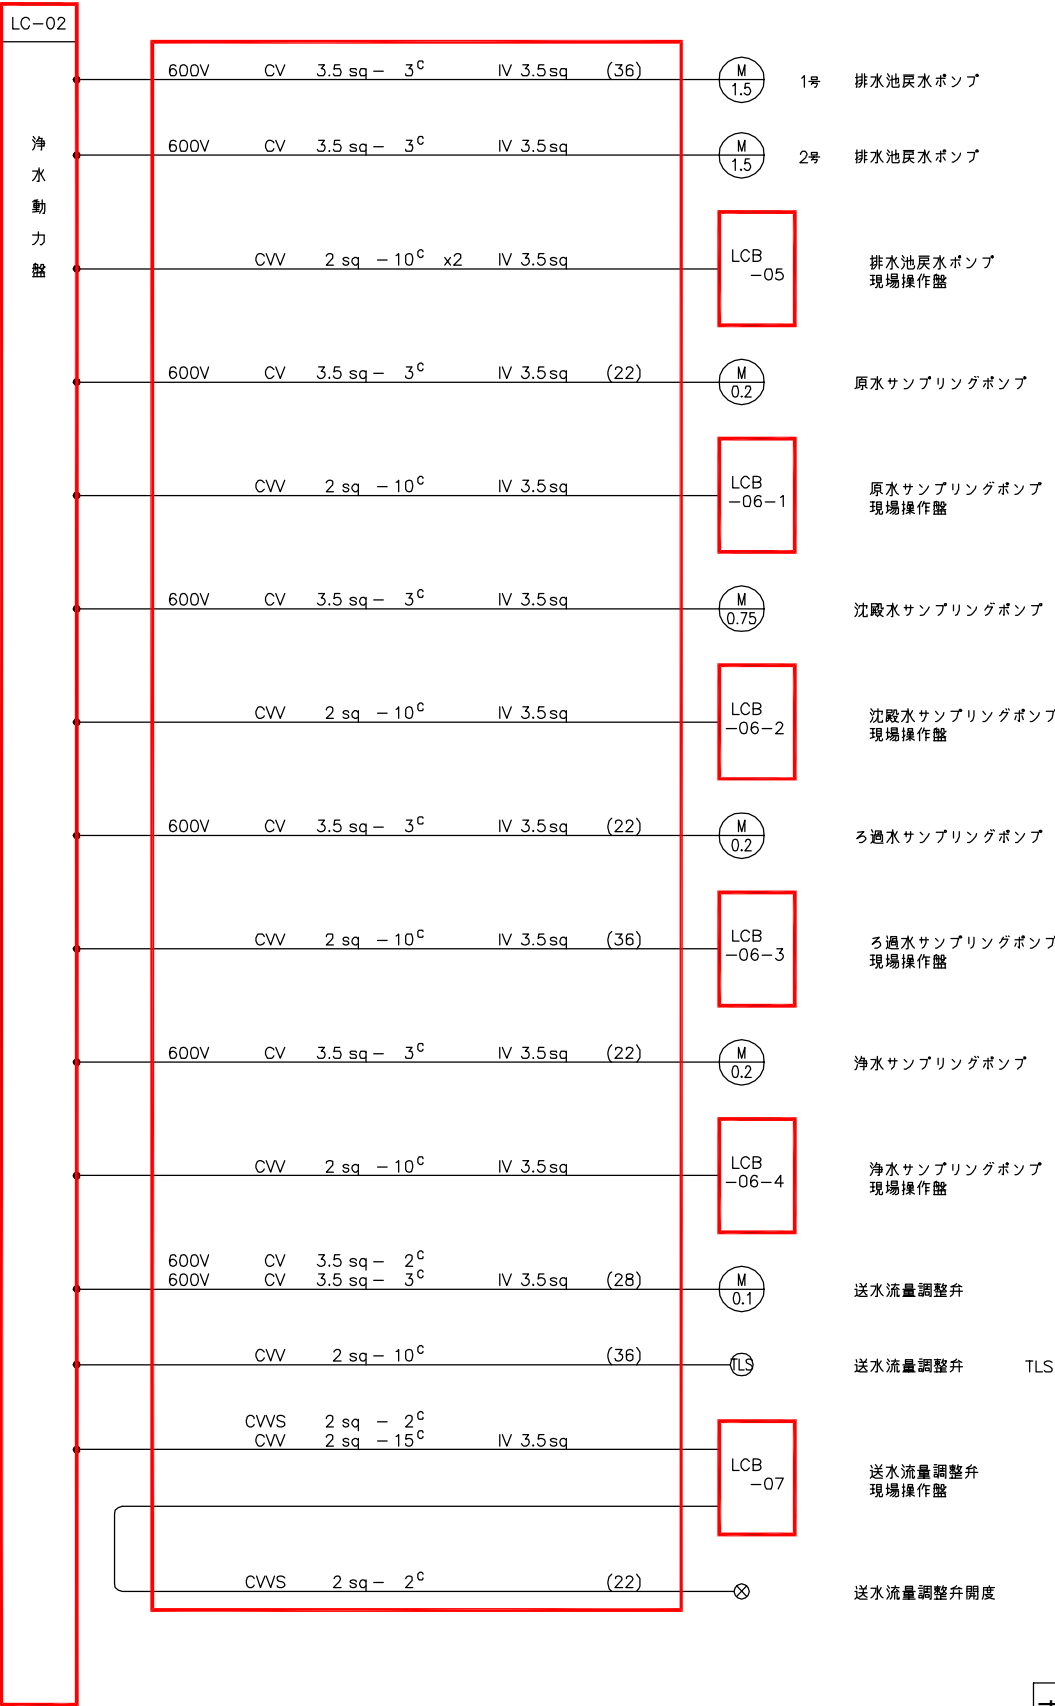 LC-02
浄水動力盤
600V CV 3.5 sq - 3C IV 3.5sq (36) M 1.5 1号 排水池戻水ポンプ
600V CV 3.5 sq - 3C IV 3.5sq M 1.5 2号 排水池戻水ポンプ
CVV 2 sq - 10C x2 IV 3.5sq LCB -05 排水池戻水ポンプ
現場操作盤
600V CV 3.5 sq - 3C IV 3.5sq (22) M 0.2 原水サンプリングポンプ
CVV 2 sq - 10C IV 3.5sq LCB -06-1 原水サンプリングポンプ
現場操作盤
600V CV 3.5 sq - 3C IV 3.5sq M 0.75 沈殿水サンプリングポンプ
CVV 2 sq - 10C IV 3.5sq LCB -06-2 沈殿水サンプリングポンプ
現場操作盤
600V CV 3.5 sq - 3C IV 3.5sq (22) M 0.2 ろ過水サンプリングポンプ
CVV 2 sq - 10C IV 3.5sq (36) LCB -06-3 ろ過水サンプリングポンプ
現場操作盤
600V CV 3.5 sq - 3C IV 3.5sq (22) M 0.2 浄水サンプリングポンプ
CVV 2 sq - 10C IV 3.5sq LCB -06-4 浄水サンプリングポンプ
現場操作盤
600V CV 3.5 sq - 2C
600V CV 3.5 sq - 3C IV 3.5sq (28) M 0.1 送水流量調整弁
CVV 2 sq - 10C (36) TLS 送水流量調整弁 TLS
CVVS 2 sq - 2C
CVV 2 sq - 15C IV 3.5sq LCB -07 送水流量調整弁
現場操作盤
CVVS 2 sq - 2C (22) 送水流量調整弁開度